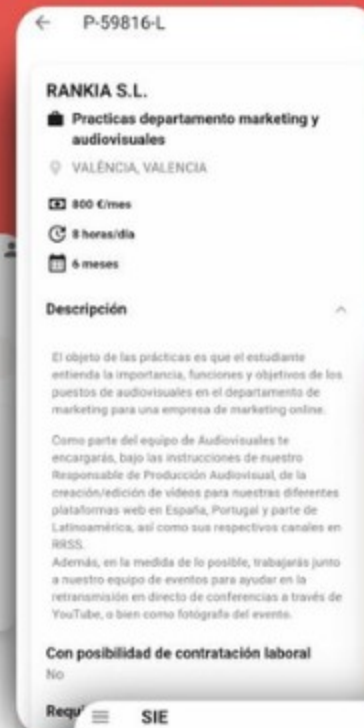 P-59816-L
RANKIA S.L.
Practicas departamento marketing y
audiovisuales
VALÈNCIA, VALENCIA
800 €/mes
8 horas/día
6 meses
Descripción
El objeto de las prácticas es que el estudiante
entienda la importancia, funciones y objetivos de los
puestos de audiovisuales en el departamento de
marketing para una empresa de marketing online.
Como parte del equipo de Audiovisuales te
encargarás, bajo las instrucciones de nuestro
Responsable de Producción Audiovisual, de la
creación/edición de vídeos para nuestras diferentes
plataformas web en España, Portugal y parte de
Latinoamérica, así como sus respectivos canales en
RRSS.
Además, en la medida de lo posible, trabajarás junto
a nuestro equipo de eventos para ayudar en la
retransmisión en directo de conferencias a través de
YouTube, o bien como fotógrafo del evento.
Con posibilidad de contratación laboral
No
Requi
SIE